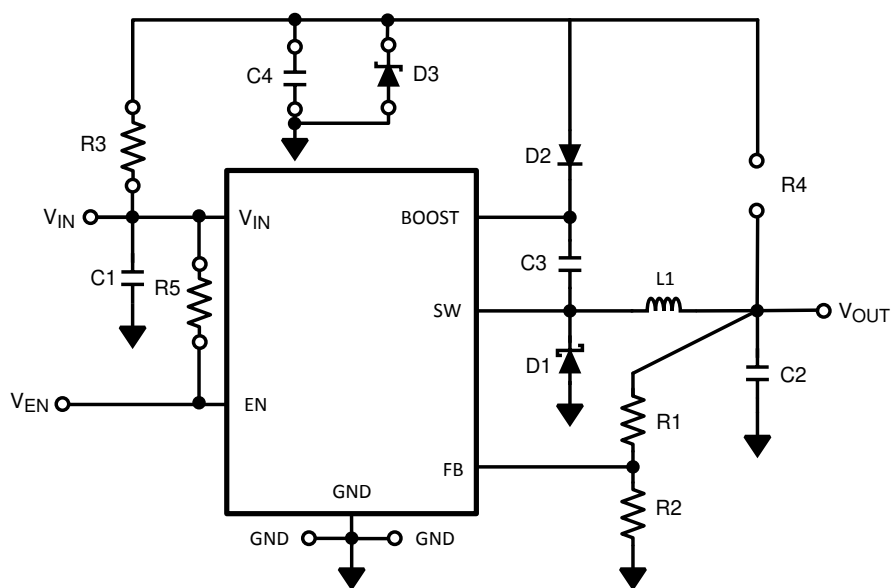 C4
D3
R3
D2
R4
VIN
VIN
BOOST
C1
R5
C3
L1
SW
VOUT
D1
C2
VEN
EN
R1
FB
GND
R2
GND
GND